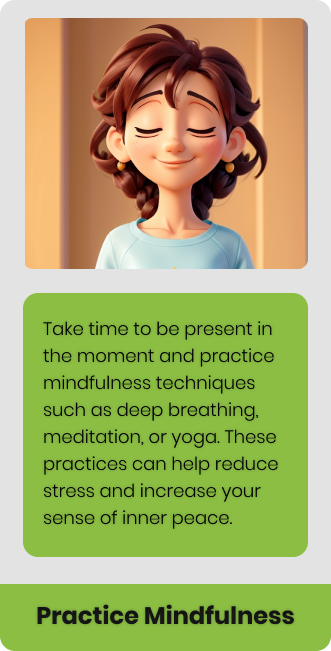 Take time to be present in
the moment and practice
mindfulness techniques
such as deep breathing,
meditation, or yoga. These
practices can help reduce
stress and increase your
sense of inner peace.
Practice Mindfulness